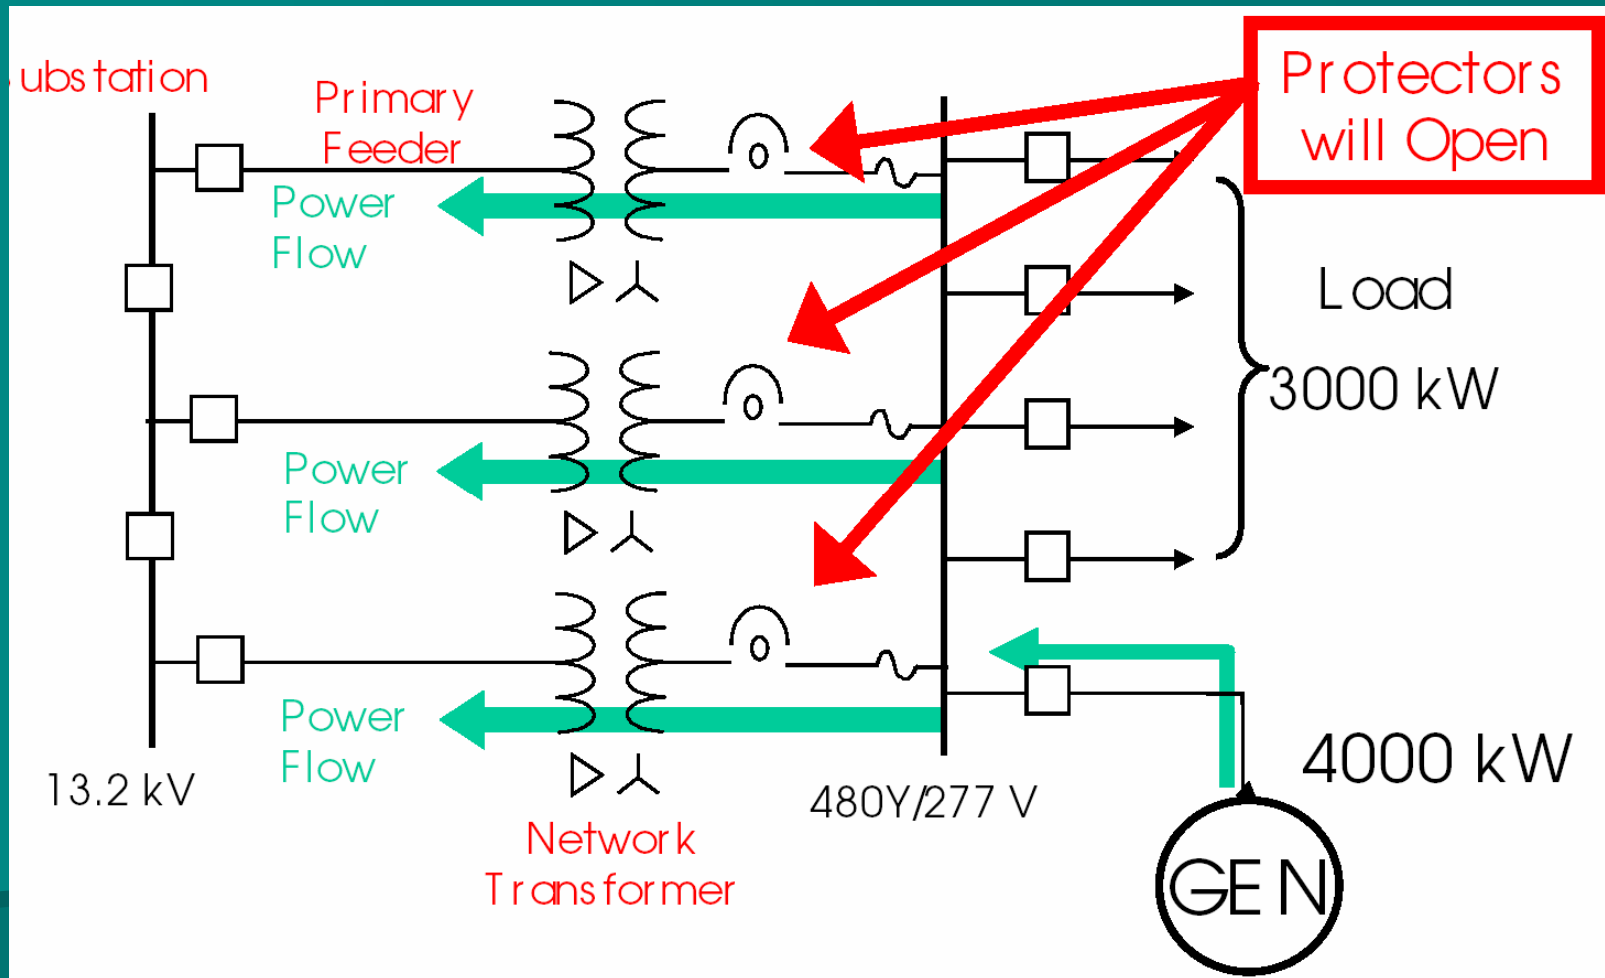 ubstation
Primary
Feeder
Protectors
will Open
Power
Flow
Load
3000 kW
Power
Flow
Power
Flow
4000 kW
13.2 kV
480Y/277 V
Network
Transformer
GEN